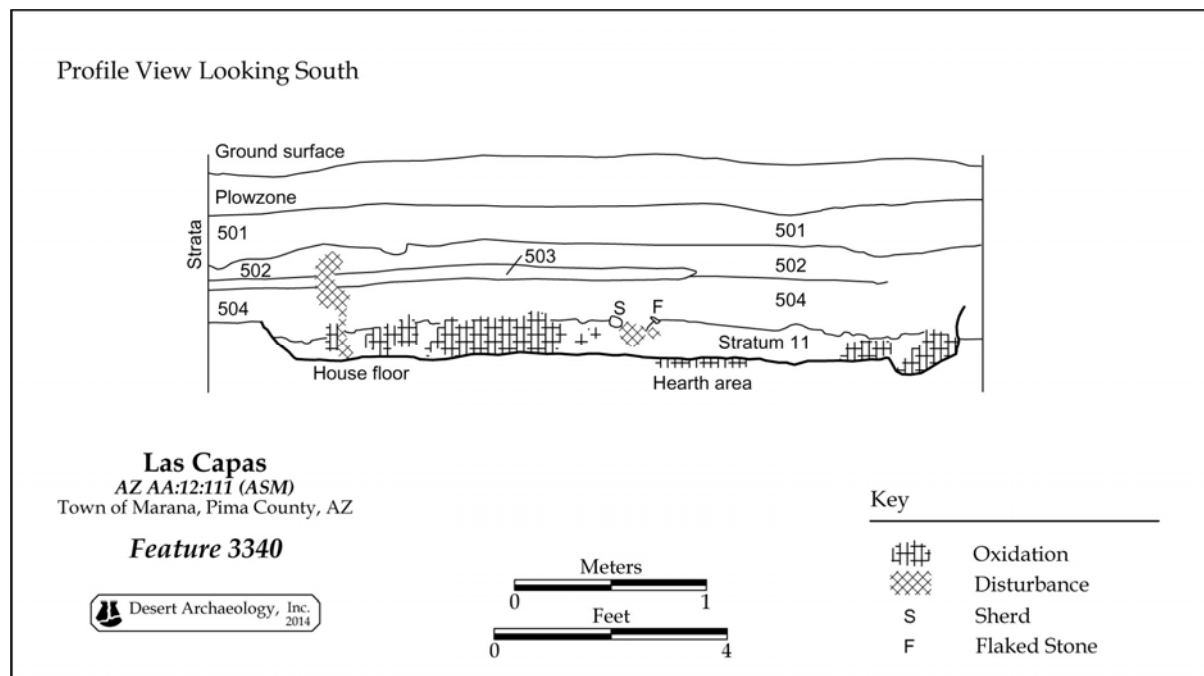 Profile View Looking South
Ground surface
Plowzone
Strata
501
501
503
502
502
504
504
S
F
Stratum 11
House floor
Hearth area
Las Capas
AZ AA:12:111 (ASM)
Town of Marana, Pima County, AZ
Feature 3340
Desert Archaeology, Inc.
2014
Meters
0 1
Feet
0 4
Key
Oxidation
Disturbance
S Sherd
F Flaked Stone